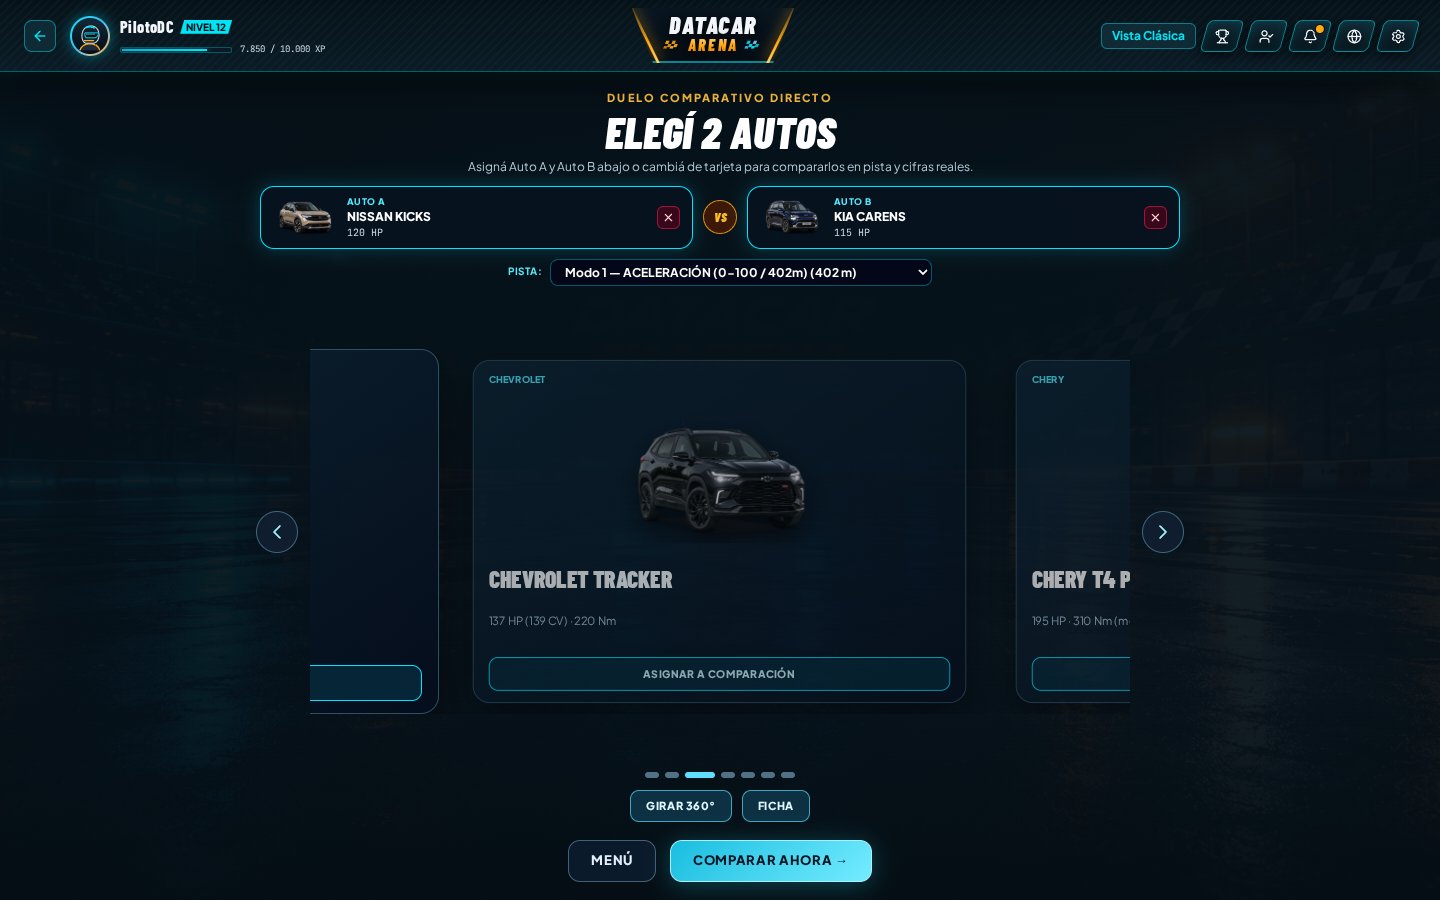 PilotoDC NIVEL 12
7.850 / 10.000 XP
DATACAR
ARENA
Vista Clásica
DUELO COMPARATIVO DIRECTO
ELEGÍ 2 AUTOS
Asigná Auto A y Auto B abajo o cambiá de tarjeta para compararlos en pista y cifras reales.
AUTO A
NISSAN KICKS
120 HP
VS
AUTO B
KIA CARENS
115 HP
PISTA: Modo 1 — ACELERACIÓN (0-100 / 402m) (402 m)
CHEVROLET
CHEVROLET TRACKER
137 HP (139 CV) · 220 Nm
ASIGNAR A COMPARACIÓN
CHERY
CHERY T4 P
195 HP · 310 Nm (m
GIRAR 360°
FICHA
MENÚ
COMPARAR AHORA →